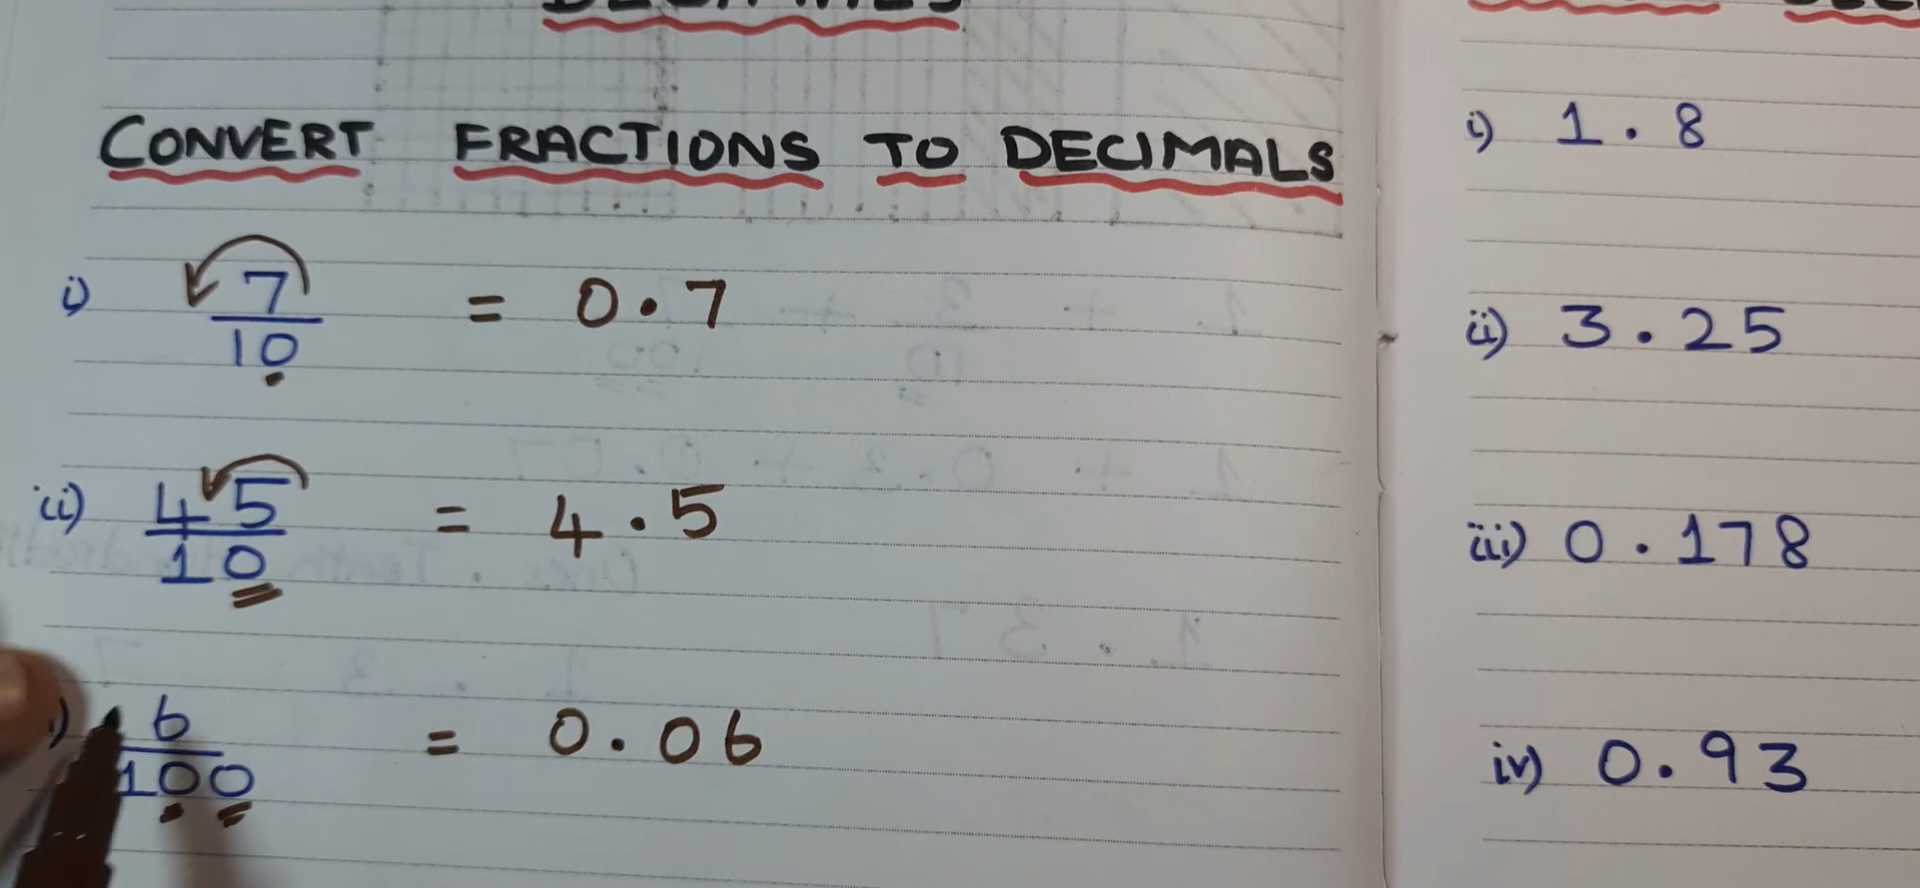 DECIMALS
CONVERT FRACTIONS TO DECIMALS
i) 7/10 = 0.7
ii) 45/10 = 4.5
6/100 = 0.06
i) 1.8
ii) 3.25
iii) 0.178
iv) 0.93